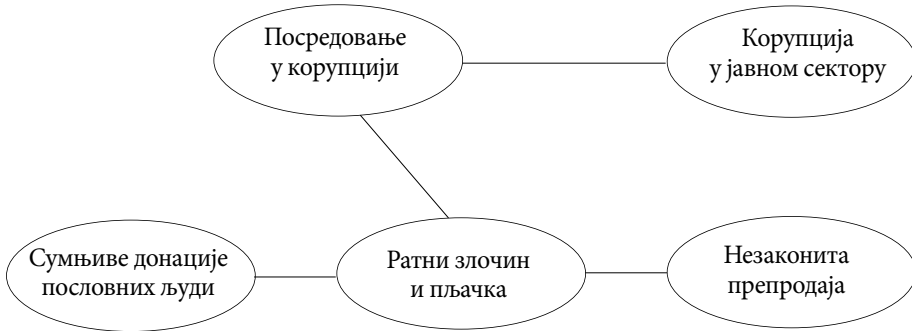 Посредовање
у корупцији
Корупција
у јавном сектору
Сумњиве донације
пословних људи
Ратни злочин
и пљачка
Незаконита
препродаја